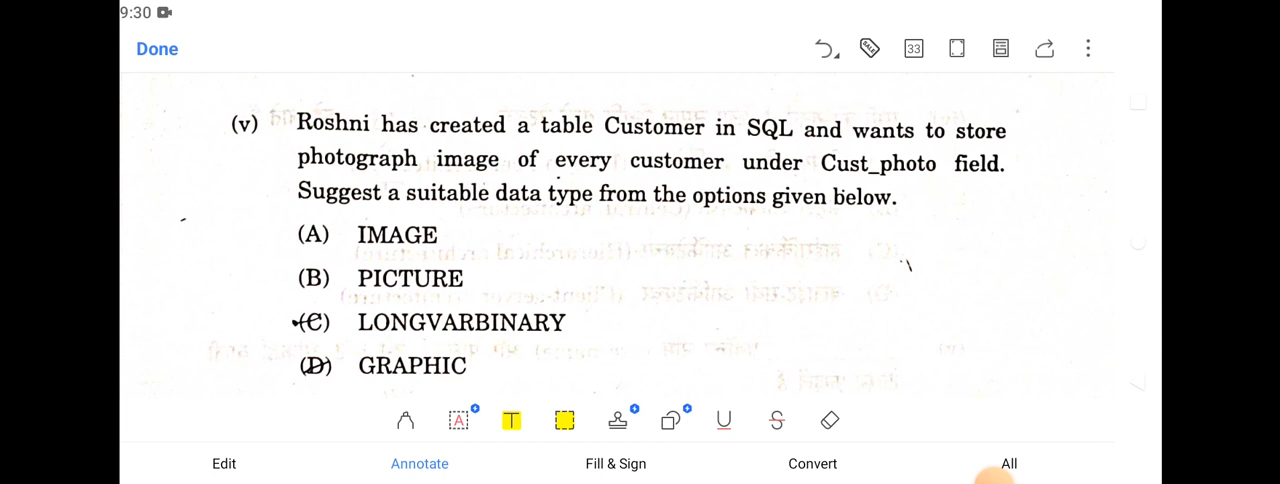 9:30
Done
33
(v) Roshni has created a table Customer in SQL and wants to store
photograph image of every customer under Cust_photo field.
Suggest a suitable data type from the options given below.
(A) IMAGE
(B) PICTURE
(C) LONGVARBINARY
(D) GRAPHIC
A T U S
Edit Annotate Fill & Sign Convert All